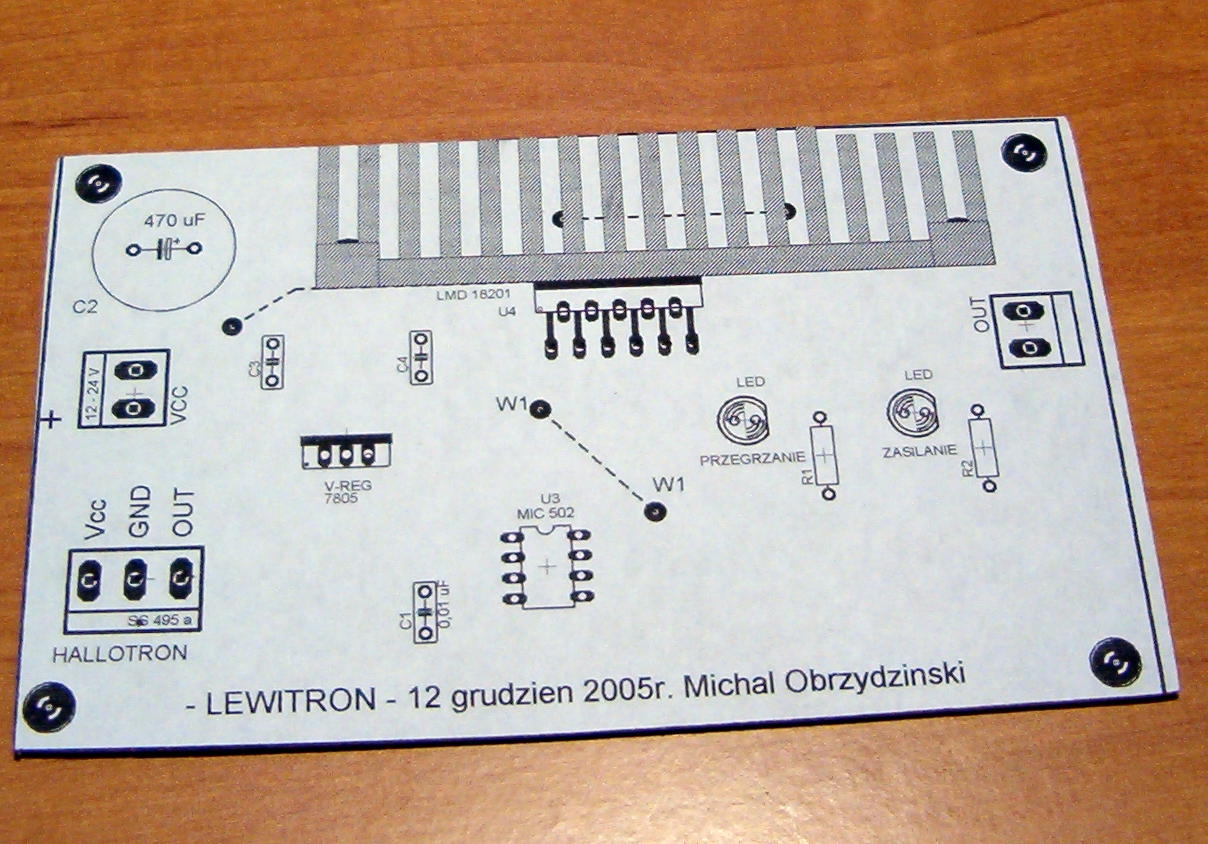 470 uF
C2
LMD 18201
U4
OUT
C3
C4
12 - 24 V
VCC
+
W1
LED
LED
PRZEGRZANIE
R1
ZASILANIE
R2
V-REG
7805
W1
U3
MIC 502
Vcc
GND
OUT
SS 495 a
HALLOTRON
C1
0,01 uF
- LEWITRON - 12 grudzien 2005r. Michal Obrzydzinski